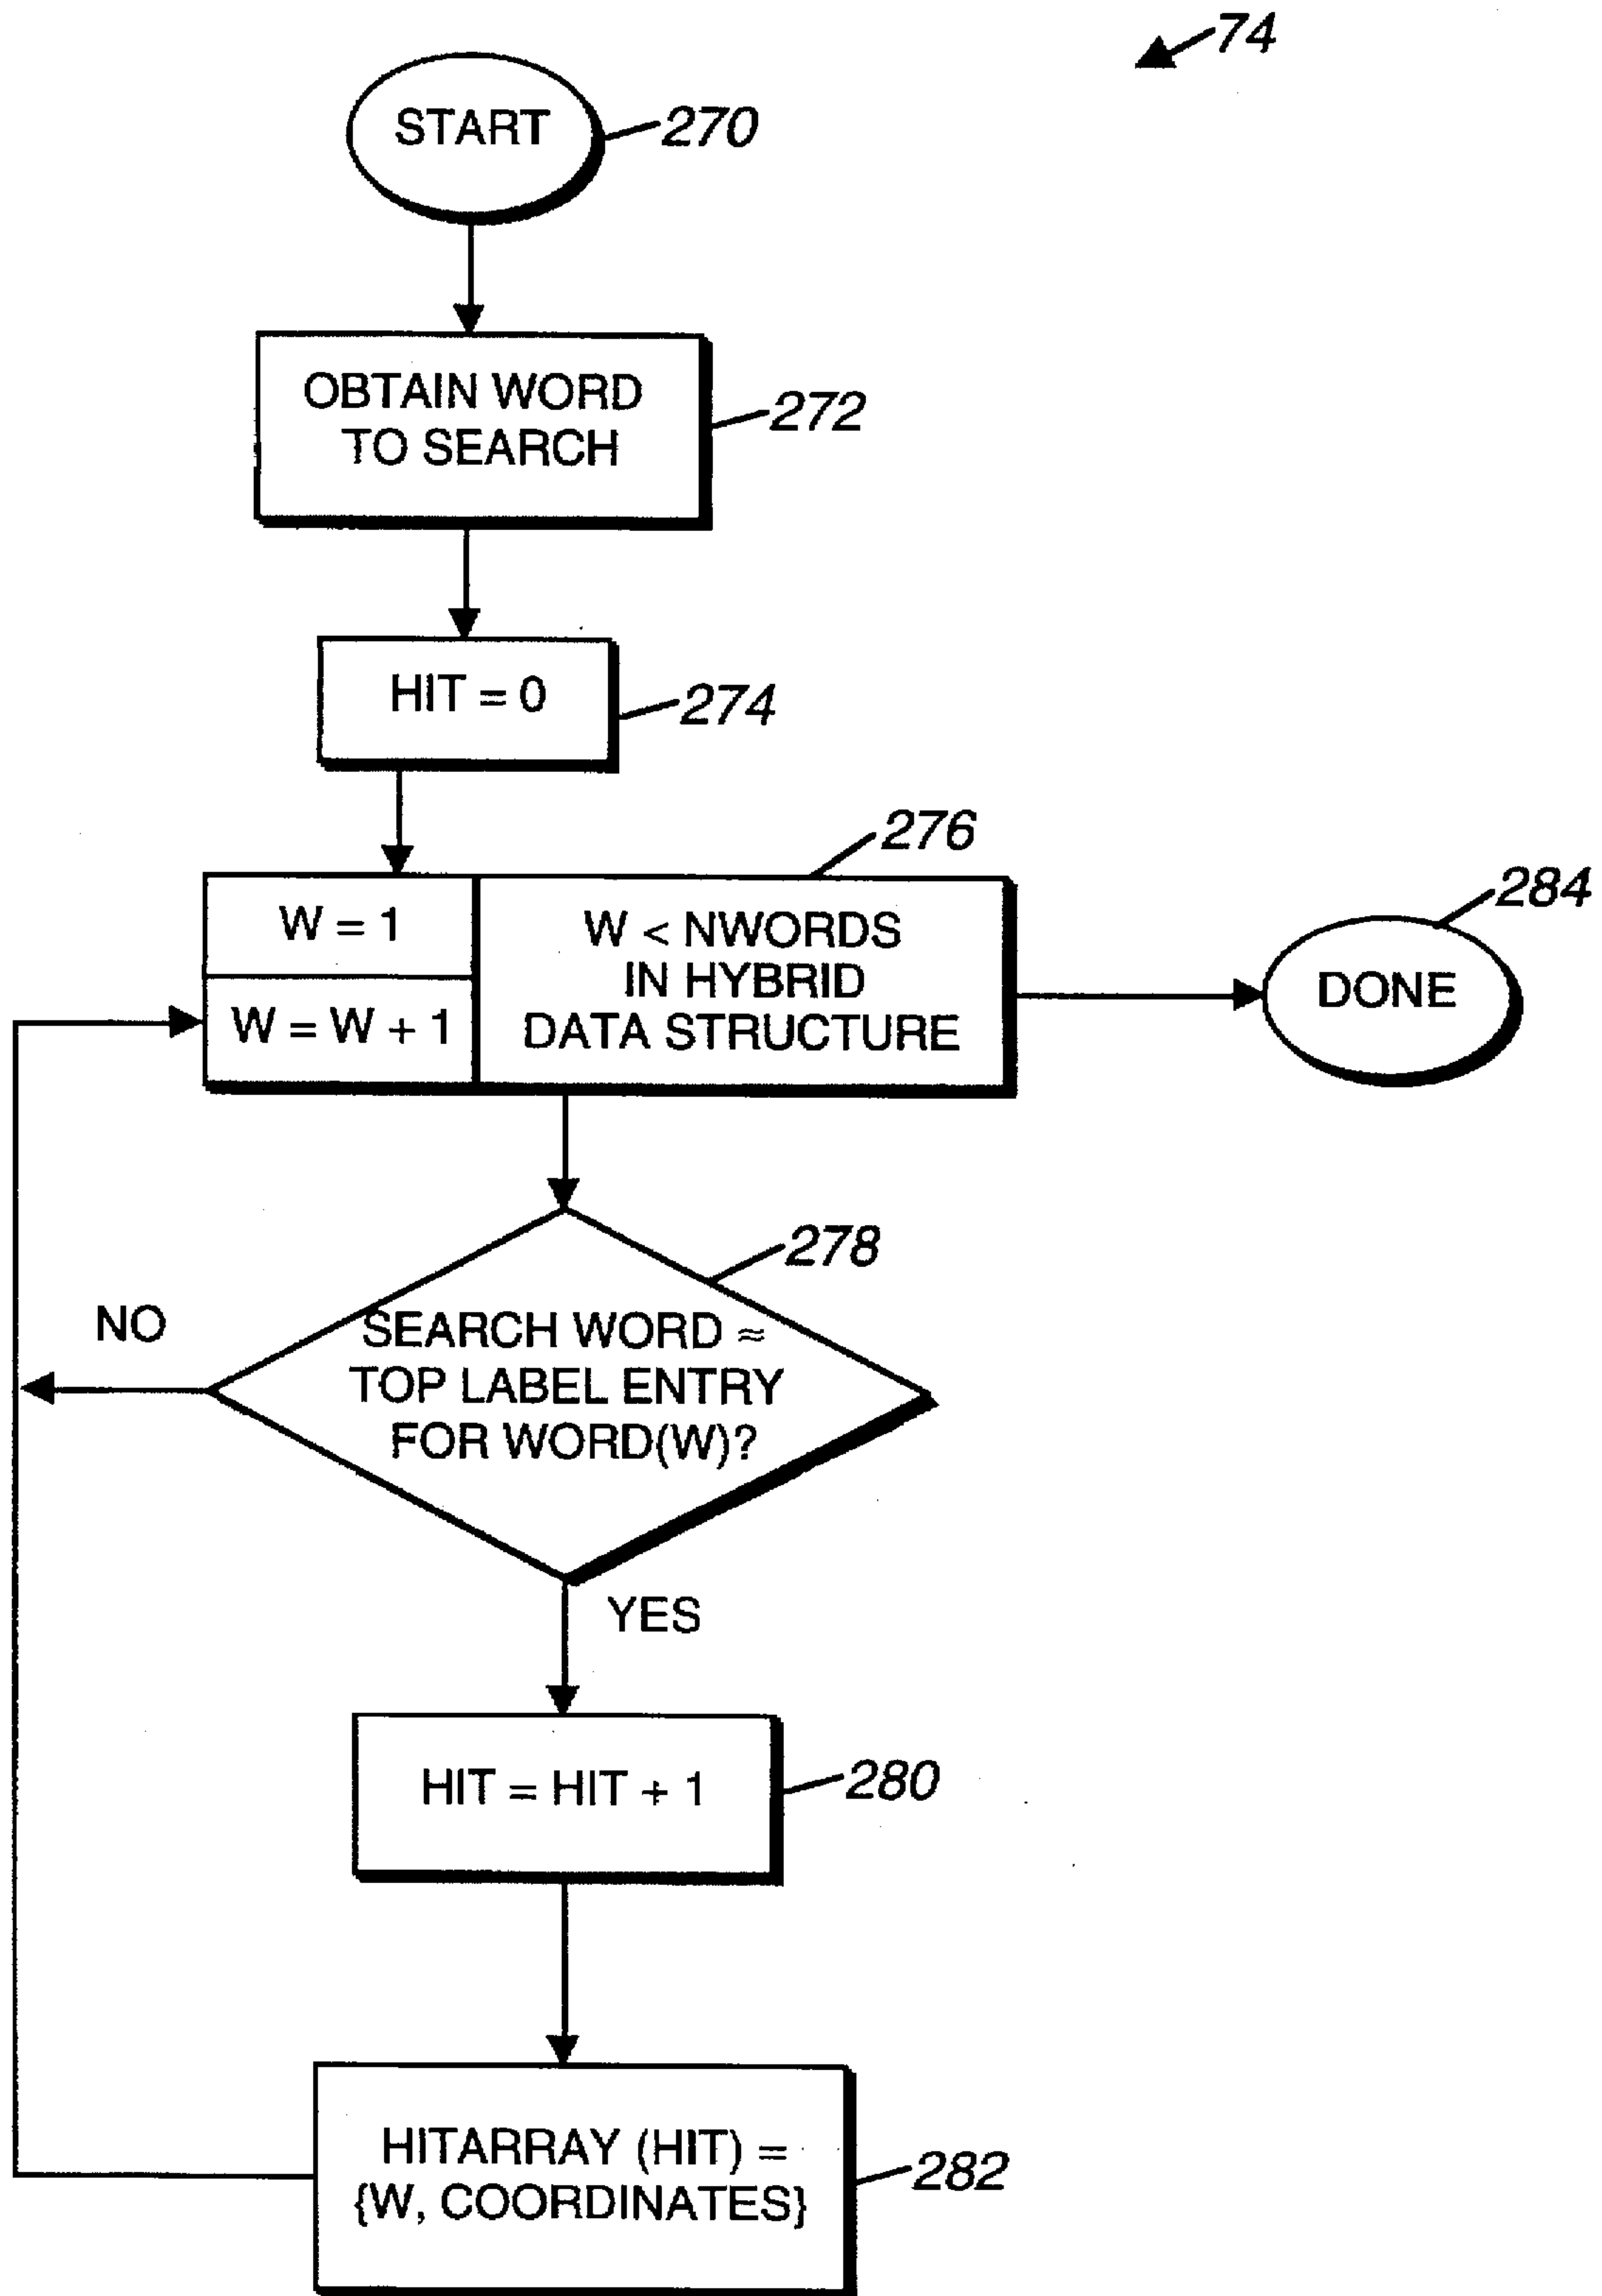 74
START
270
OBTAIN WORD
TO SEARCH
272
HIT = 0
274
276
W = 1
W = W + 1
W < NWORDS
IN HYBRID
DATA STRUCTURE
284
DONE
278
NO
SEARCH WORD ≈
TOP LABEL ENTRY
FOR WORD(W)?
YES
HIT = HIT + 1
280
HITARRAY (HIT) =
{W, COORDINATES}
282